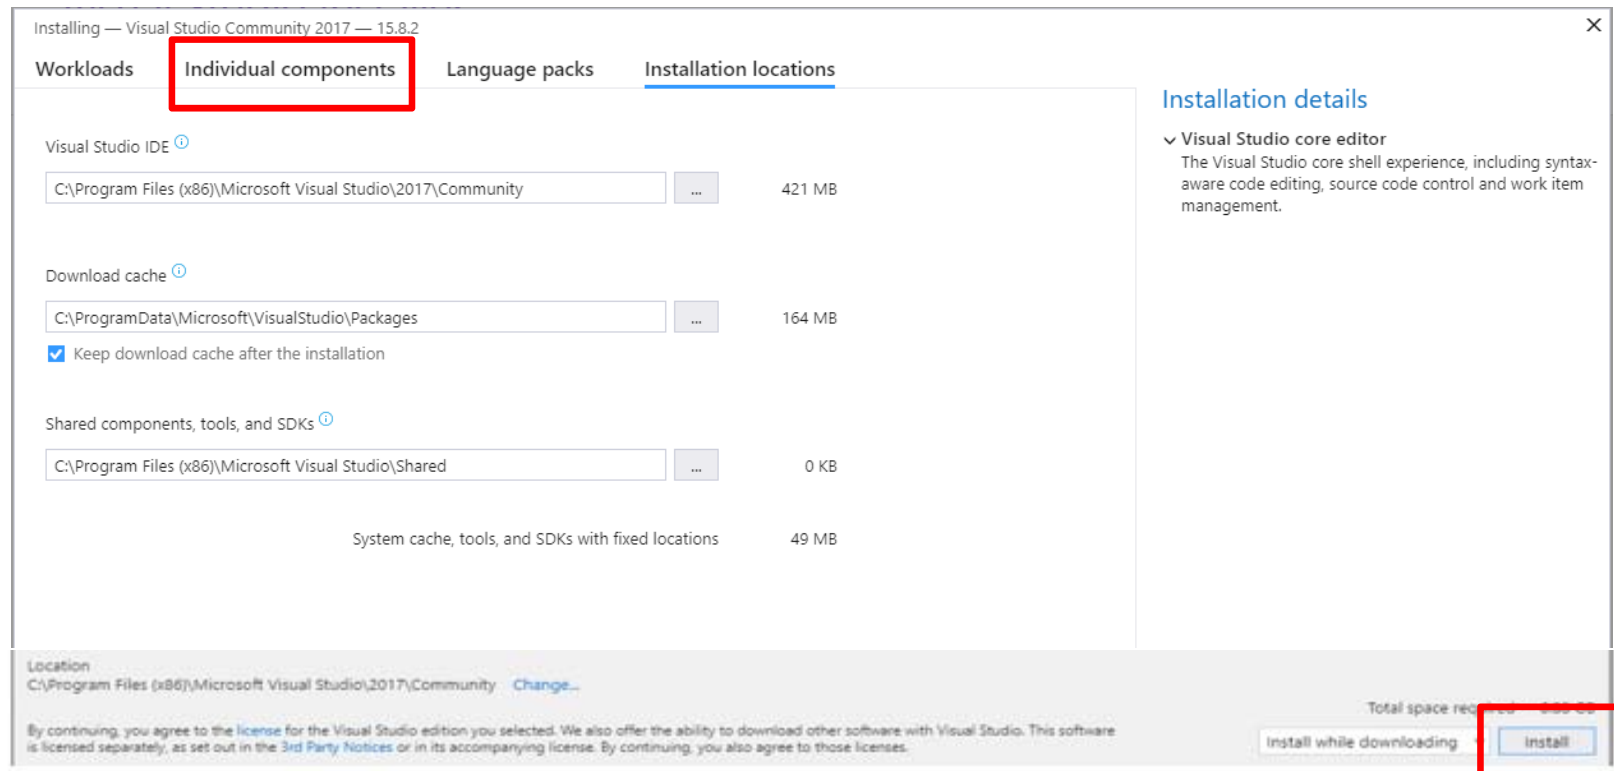 Installing — Visual Studio Community 2017 — 15.8.2
Workloads Individual components Language packs Installation locations
Installation details
Visual Studio core editor
The Visual Studio core shell experience, including syntax-
aware code editing, source code control and work item
management.
Visual Studio IDE
C:\Program Files (x86)\Microsoft Visual Studio\2017\Community ... 421 MB
Download cache
C:\ProgramData\Microsoft\VisualStudio\Packages ... 164 MB
Keep download cache after the installation
Shared components, tools, and SDKs
C:\Program Files (x86)\Microsoft Visual Studio\Shared ... 0 KB
System cache, tools, and SDKs with fixed locations 49 MB
Location
C:\Program Files (x86)\Microsoft Visual Studio\2017\Community Change...
Total space
By continuing, you agree to the license for the Visual Studio edition you selected. We also offer the ability to download other software with Visual Studio. This software
is licensed separately, as set out in the 3rd Party Notices or in its accompanying license. By continuing, you also agree to those licenses.
Install while downloading Install